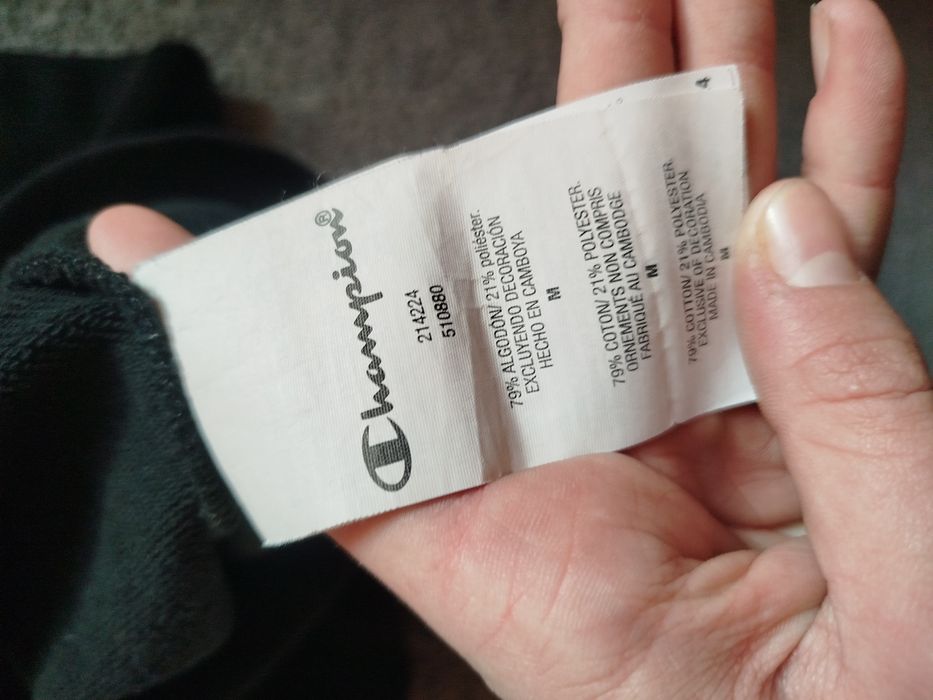 Champion®
214224
510880
79% ALGODÓN/ 21% poliéster.
EXCLUYENDO DECORACIÓN
HECHO EN CAMBOYA
M
79% COTON/ 21% POLYESTER.
ORNEMENTS NON COMPRIS
FABRIQUÉ AU CAMBODGE
M
79% COTTON/ 21% POLYESTER.
EXCLUSIVE OF DECORATION
MADE IN CAMBODIA
M
4